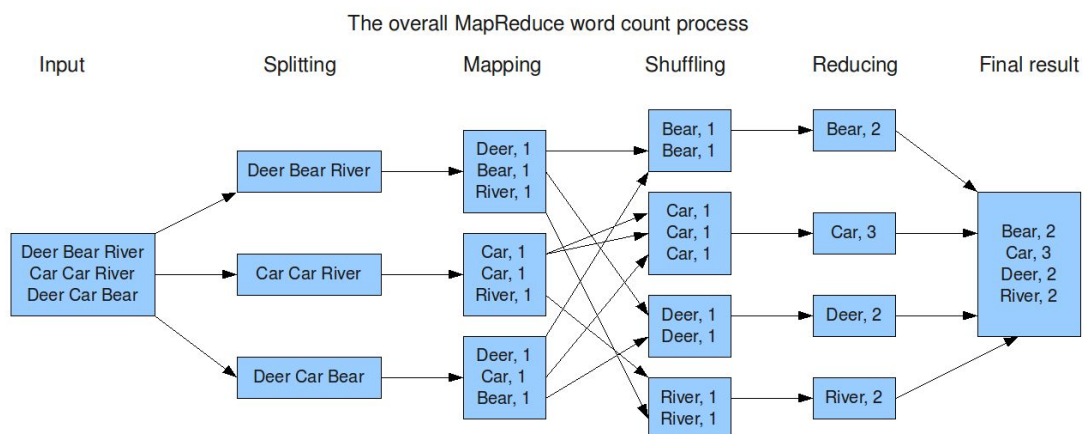 The overall MapReduce word count process
Input
Splitting
Mapping
Shuffling
Reducing
Final result
Deer Bear River
Car Car River
Deer Car Bear
Deer Bear River
Car Car River
Deer Car Bear
Deer, 1
Bear, 1
River, 1
Car, 1
Car, 1
River, 1
Deer, 1
Car, 1
Bear, 1
Bear, 1
Bear, 1
Car, 1
Car, 1
Car, 1
Deer, 1
Deer, 1
River, 1
River, 1
Bear, 2
Car, 3
Deer, 2
River, 2
Bear, 2
Car, 3
Deer, 2
River, 2